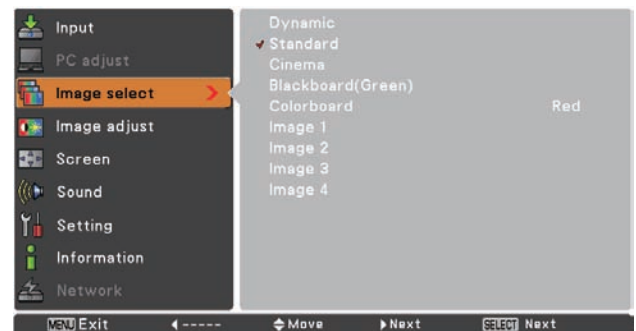 Input
PC adjust
Image select
Image adjust
Screen
Sound
Setting
Information
Network
Dynamic
Standard
Cinema
Blackboard(Green)
Colorboard Red
Image 1
Image 2
Image 3
Image 4
MENU Exit ----- Move Next SELECT Next